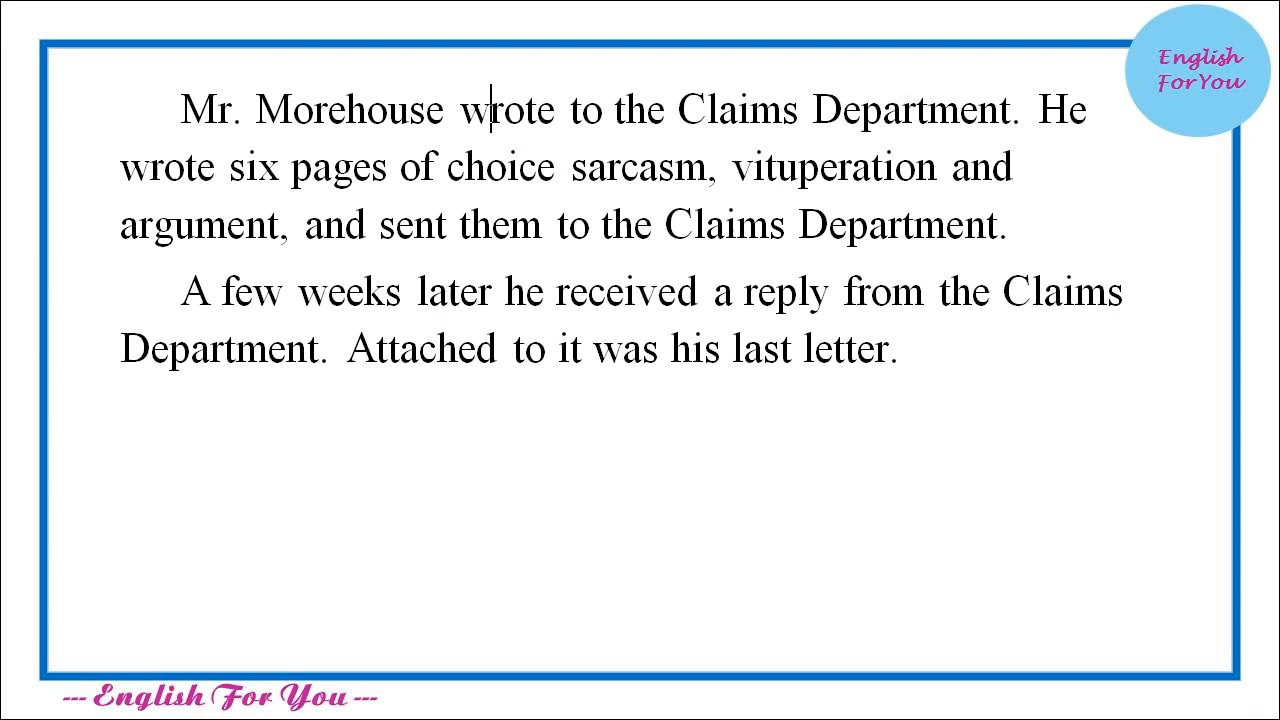 English
ForYou
Mr. Morehouse wrote to the Claims Department. He
wrote six pages of choice sarcasm, vituperation and
argument, and sent them to the Claims Department.
A few weeks later he received a reply from the Claims
Department. Attached to it was his last letter.
--- English For You ---